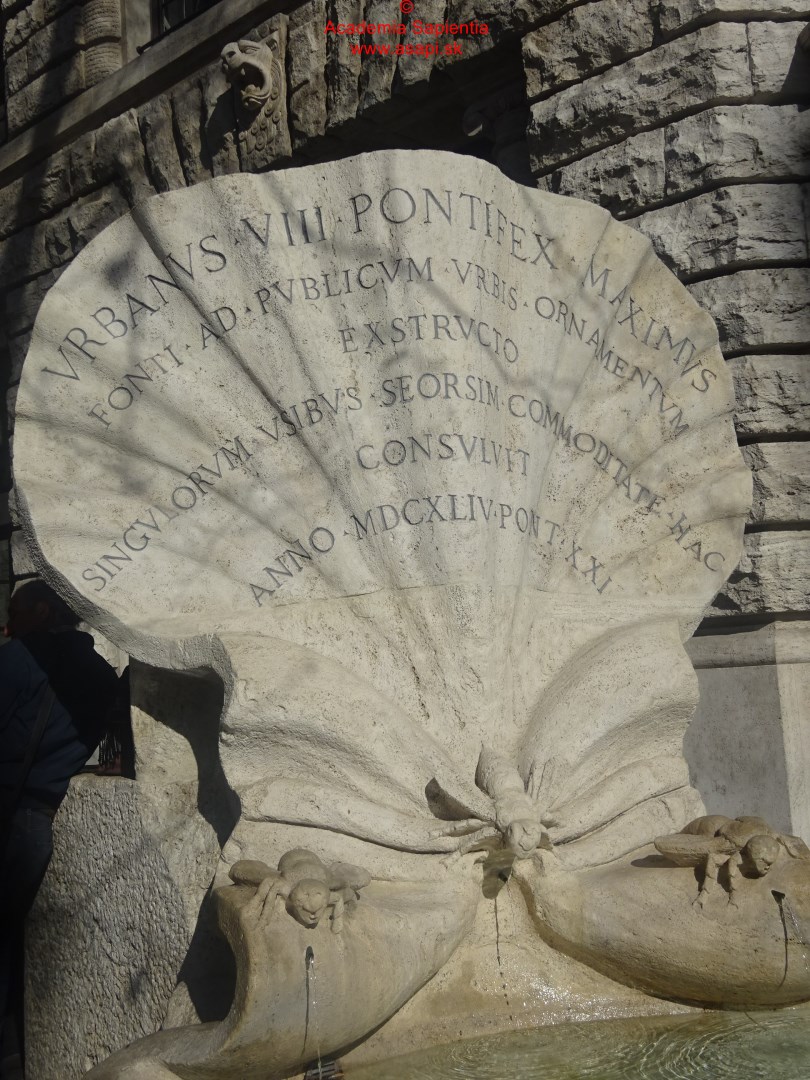 ©
Academia Sapientia
www.asapi.sk
VRBANVS·VIII·PONTIFEX·MAXIMVS
FONTI·AD·PVBLICVM·VRBIS·ORNAMENTVM
EXSTRVCTO
SINGVLORVM·VSIBVS·SEORSIM·COMMODITATE·HAC
CONSVLVIT
ANNO·MDCXLIV·PONT·XXI